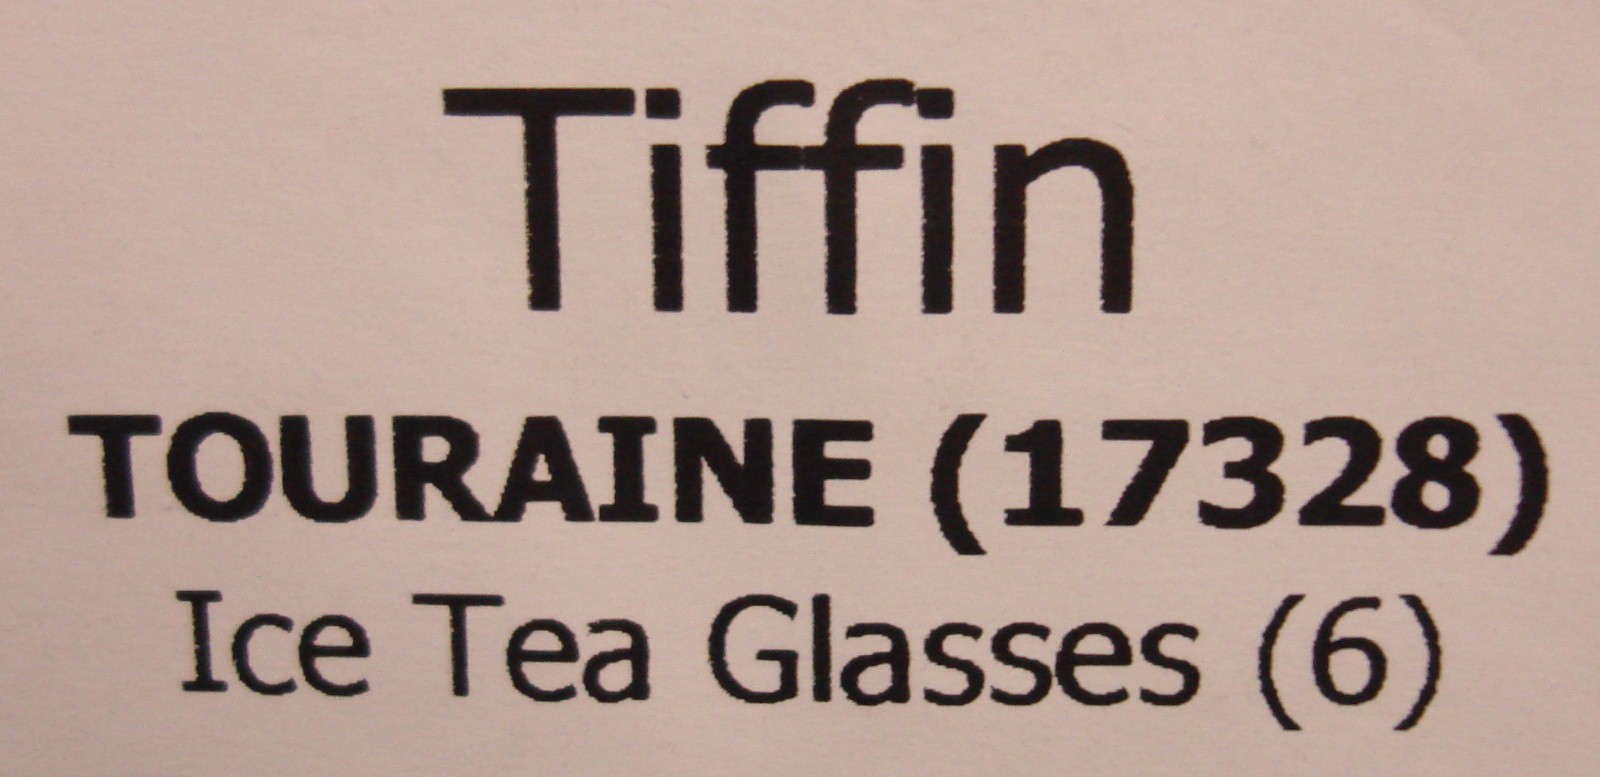 Tiffin
TOURAINE (17328)
Ice Tea Glasses (6)